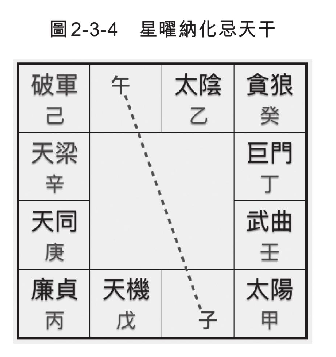 圖2-3-4 星曜納化忌天干
破軍 午 太陰 貪狼
己 乙 癸
天梁 巨門
辛 丁
天同 武曲
庚 壬
廉貞 天機 子 太陽
丙 戊 甲